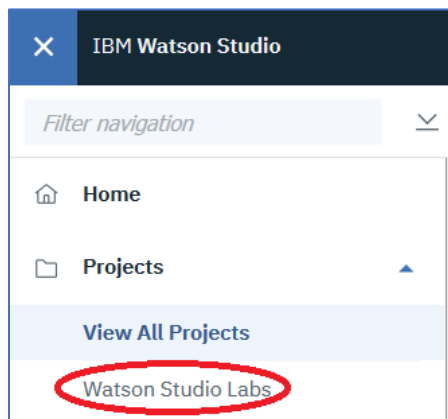 IBM Watson Studio
Filter navigation
Home
Projects
View All Projects
Watson Studio Labs